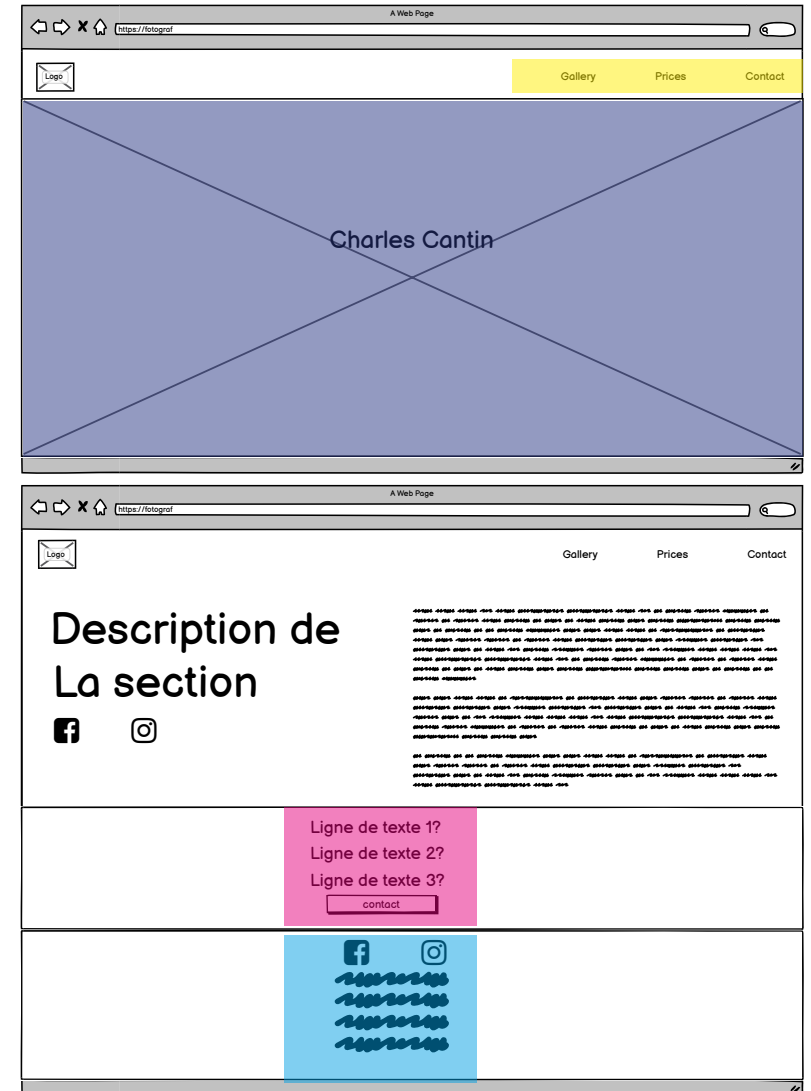 A Web Page
https://fotograf
Logo
Gallery Prices Contact
Charles Cantin
A Web Page
https://fotograf
Logo
Gallery Prices Contact
Description de
La section
Ligne de texte 1?
Ligne de texte 2?
Ligne de texte 3?
contact